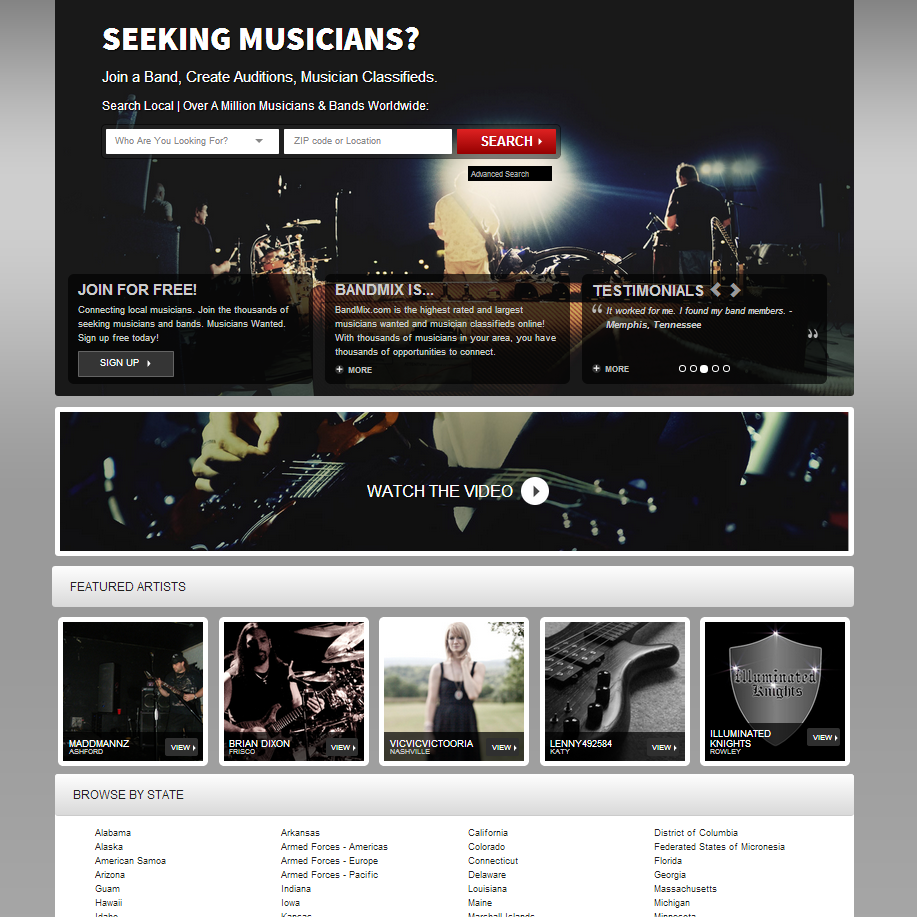 SEEKING MUSICIANS?
Join a Band, Create Auditions, Musician Classifieds.
Search Local | Over A Million Musicians & Bands Worldwide:
Who Are You Looking For?
ZIP code or Location
SEARCH
Advanced Search
JOIN FOR FREE!
Connecting local musicians. Join the thousands of
seeking musicians and bands. Musicians Wanted.
Sign up free today!
SIGN UP
BANDMIX IS...
BandMix.com is the highest rated and largest
musicians wanted and musician classifieds online!
With thousands of musicians in your area, you have
thousands of opportunities to connect.
+ MORE
TESTIMONIALS
“ It worked for me. I found my band members. -
Memphis, Tennessee
”
+ MORE
WATCH THE VIDEO
FEATURED ARTISTS
MADDMANNZ
ASHFORD
VIEW
BRIAN DIXON
FRISCO
VIEW
VICVICVICTOORIA
NASHVILLE
VIEW
LENNY492584
KATY
VIEW
Illuminated
Knights
ILLUMINATED
KNIGHTS
ROWLEY
VIEW
BROWSE BY STATE
Alabama
Alaska
American Samoa
Arizona
Guam
Hawaii
Idaho
Arkansas
Armed Forces - Americas
Armed Forces - Europe
Armed Forces - Pacific
Indiana
Iowa
Kansas
California
Colorado
Connecticut
Delaware
Louisiana
Maine
Marshall Islands
District of Columbia
Federated States of Micronesia
Florida
Georgia
Massachusetts
Michigan
Minnesota